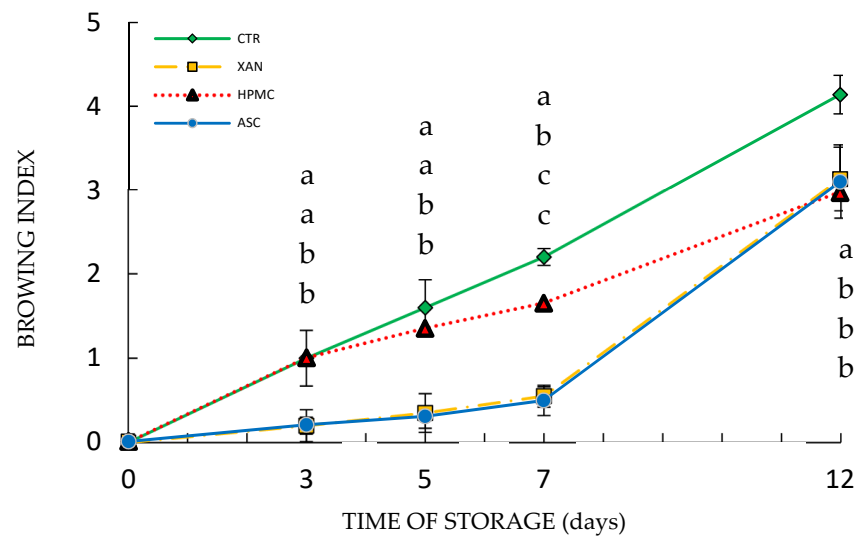 BROWING INDEX
5
4
3
2
1
0
CTR
XAN
HPMC
ASC
a
a
b
b
a
a
b
b
a
b
c
c
a
b
b
b
0 3 5 7 12
TIME OF STORAGE (days)